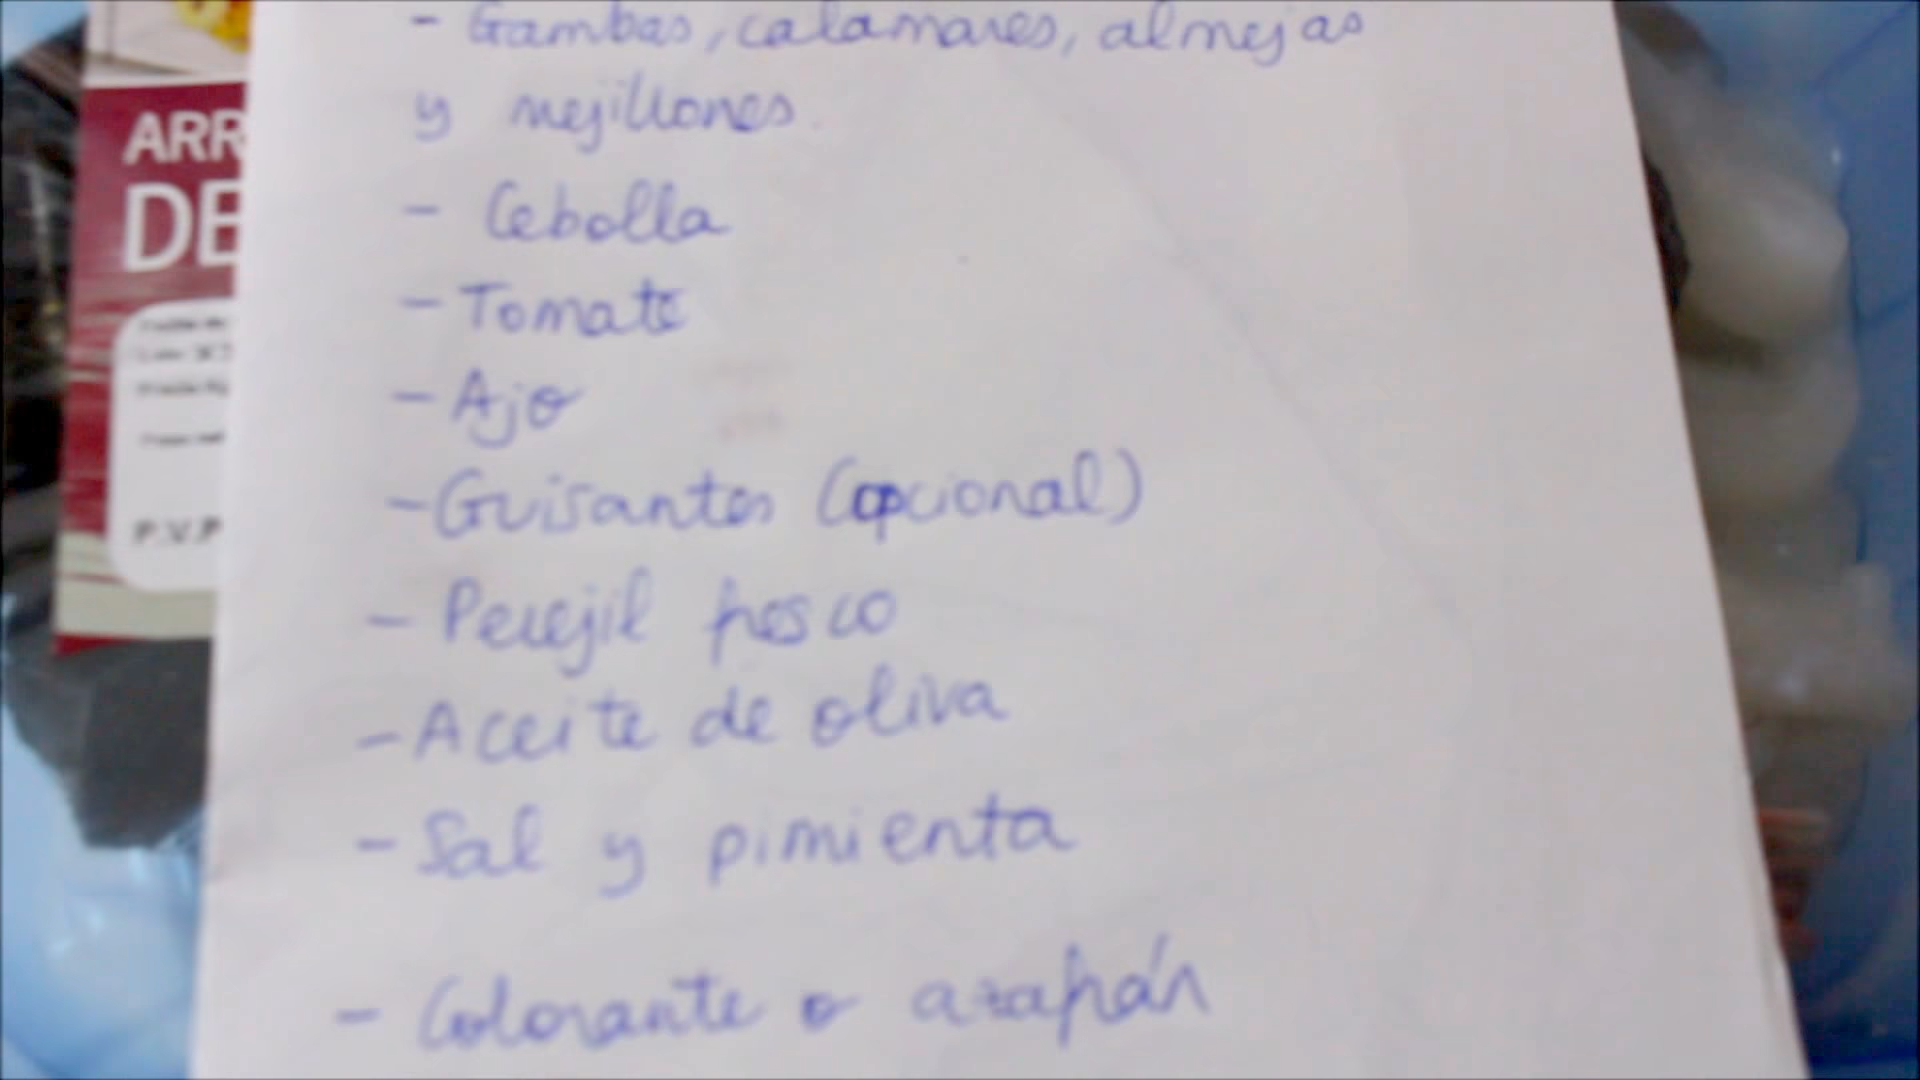 - Gambas, calamares, almejas
y mejillones.
- Cebolla
- Tomate
- Ajo
- Guisantes (opcional)
- Perejil fresco
- Aceite de oliva
- Sal y pimienta
- Colorante o azafrán
ARR
DE
P.V.P